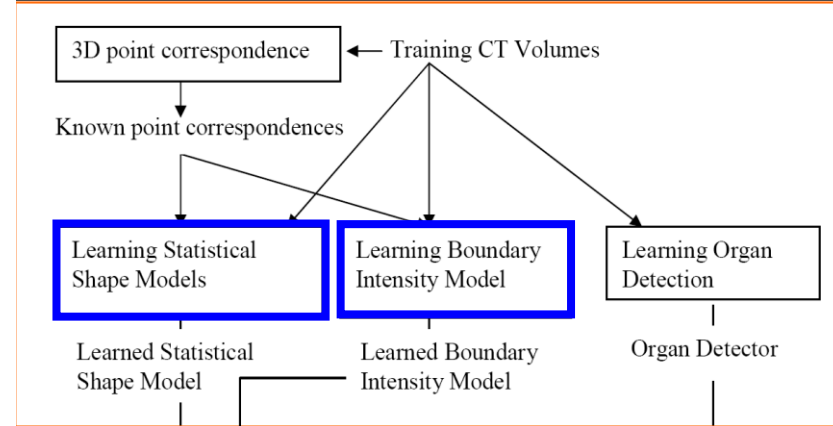 3D point correspondence
Training CT Volumes
Known point correspondences
Learning Statistical
Shape Models
Learning Boundary
Intensity Model
Learning Organ
Detection
Learned Statistical
Shape Model
Learned Boundary
Intensity Model
Organ Detector